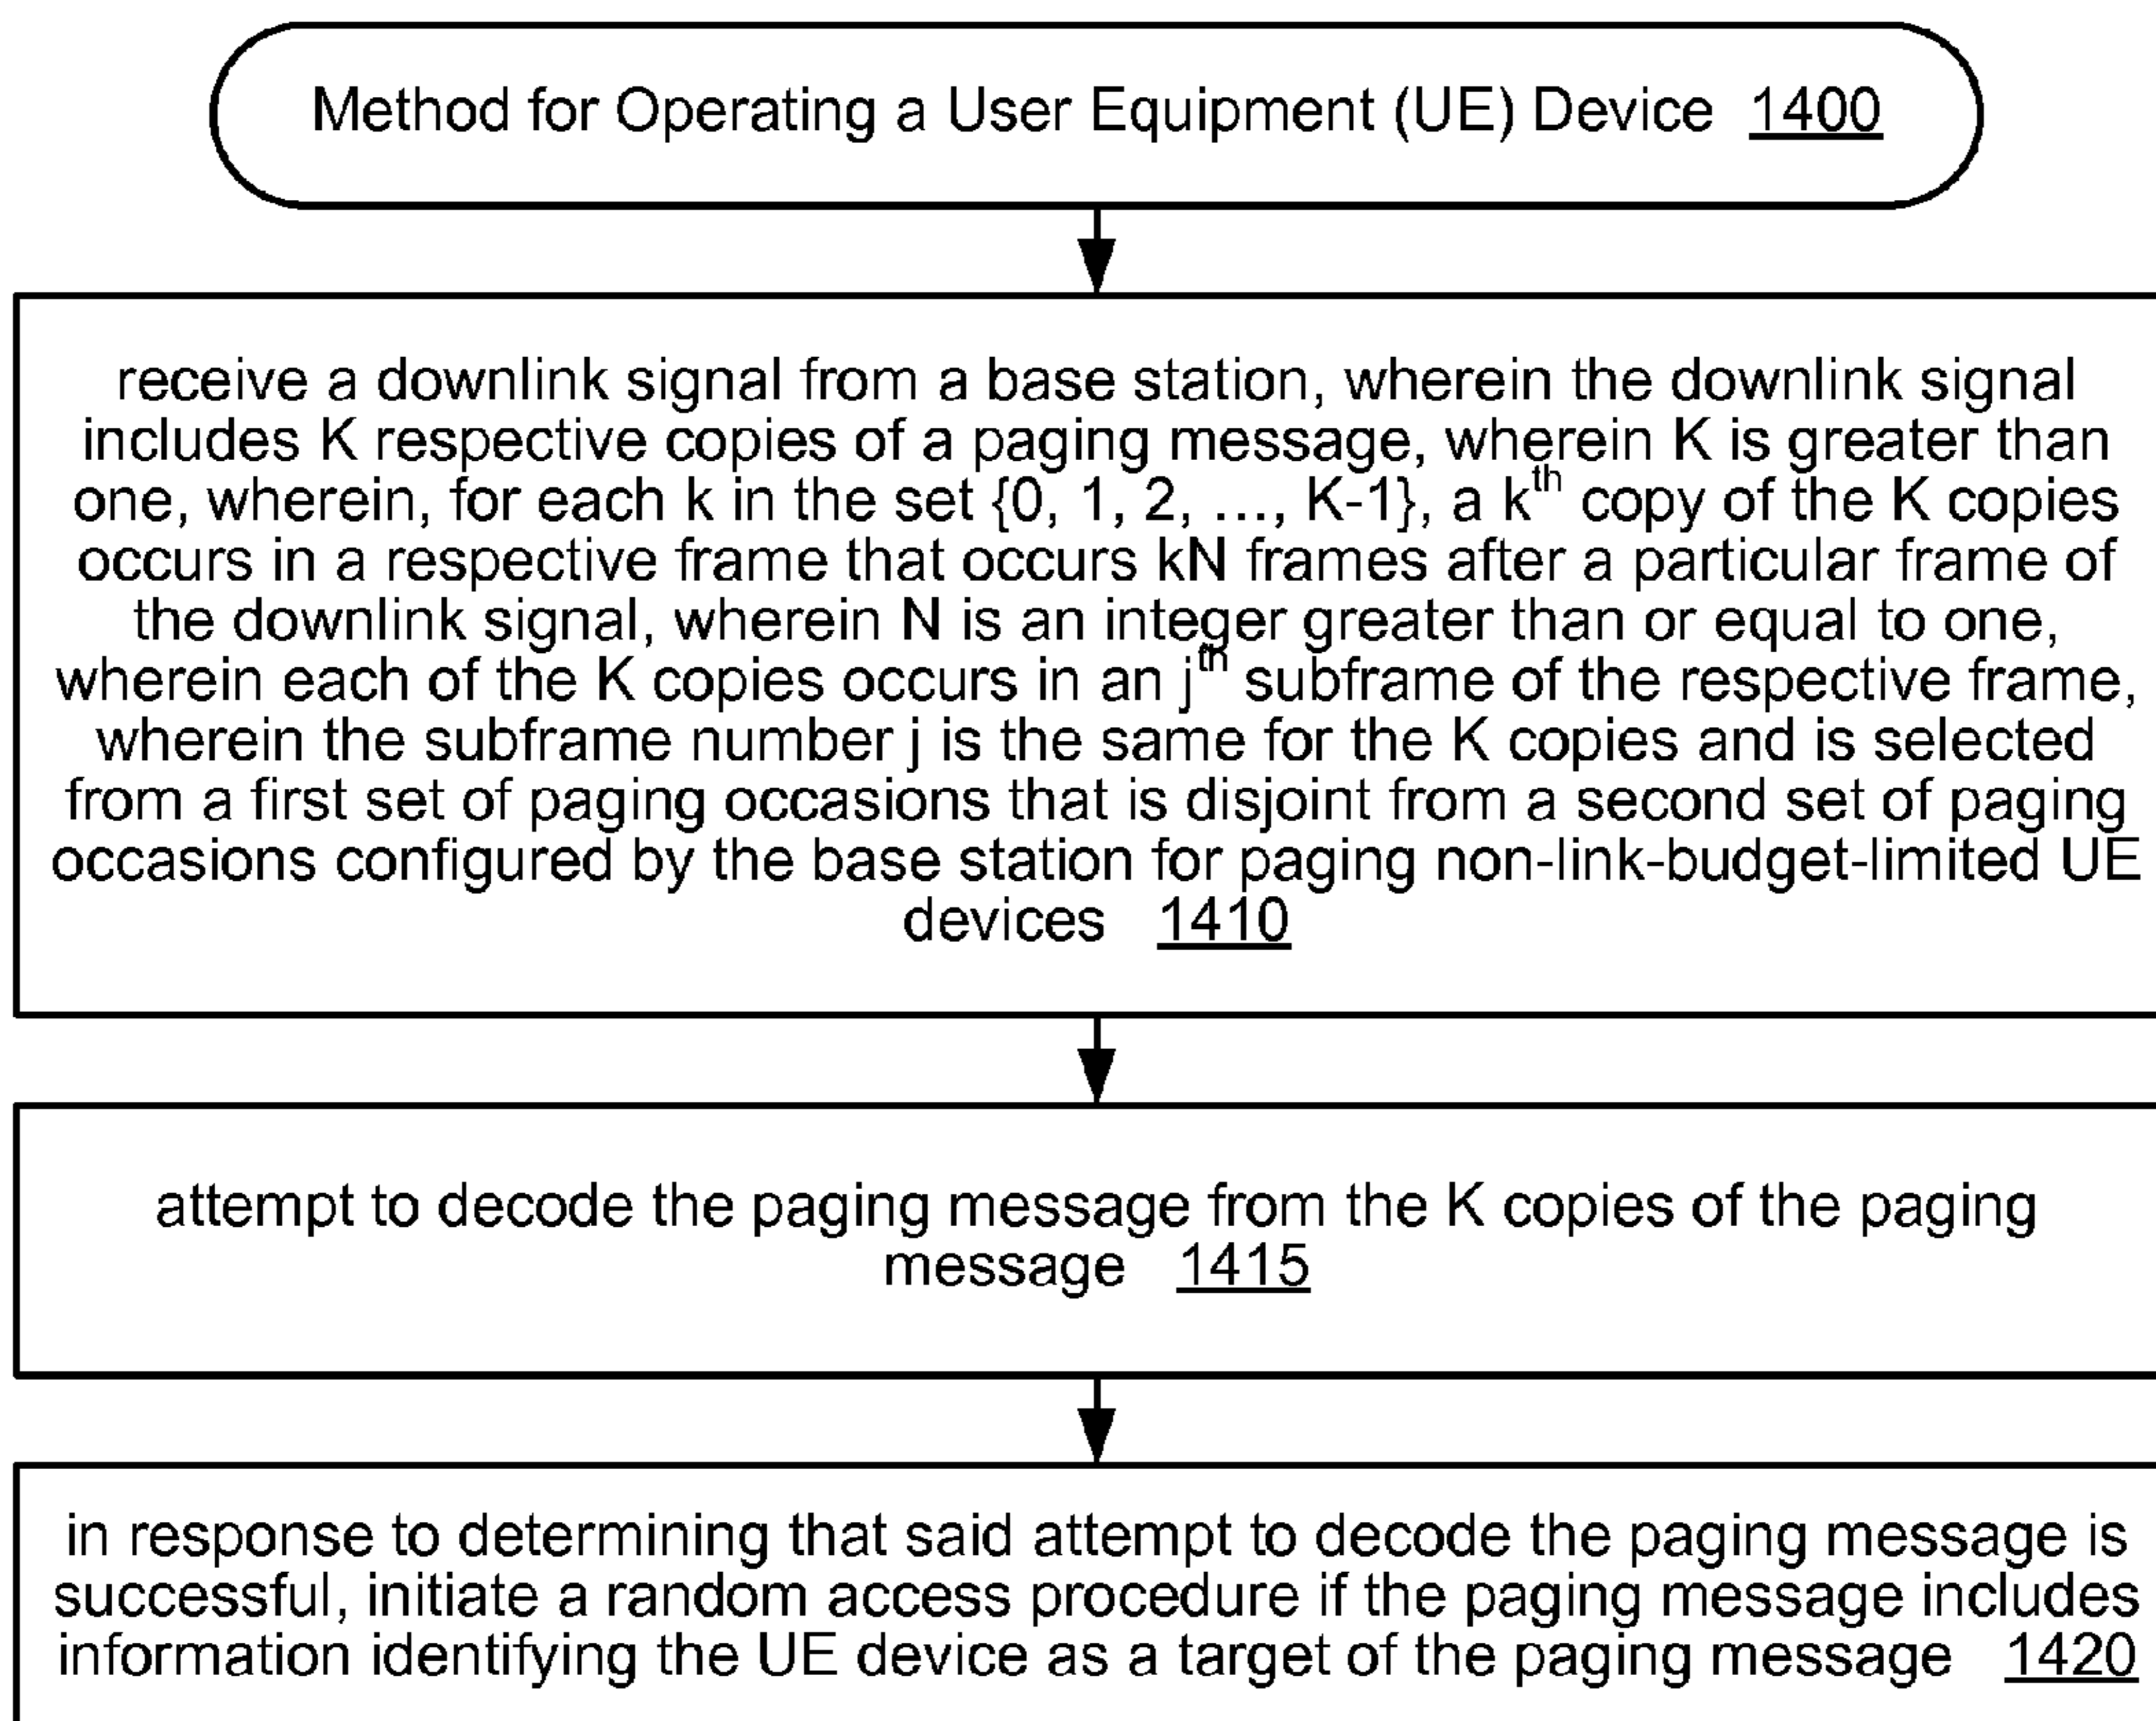 Method for Operating a User Equipment (UE) Device 1400
receive a downlink signal from a base station, wherein the downlink signal
includes K respective copies of a paging message, wherein K is greater than
one, wherein, for each k in the set {0, 1, 2, ..., K-1}, a kth copy of the K copies
occurs in a respective frame that occurs kN frames after a particular frame of
the downlink signal, wherein N is an integer greater than or equal to one,
wherein each of the K copies occurs in an jth subframe of the respective frame,
wherein the subframe number j is the same for the K copies and is selected
from a first set of paging occasions that is disjoint from a second set of paging
occasions configured by the base station for paging non-link-budget-limited UE
devices 1410
attempt to decode the paging message from the K copies of the paging
message 1415
in response to determining that said attempt to decode the paging message is
successful, initiate a random access procedure if the paging message includes
information identifying the UE device as a target of the paging message 1420